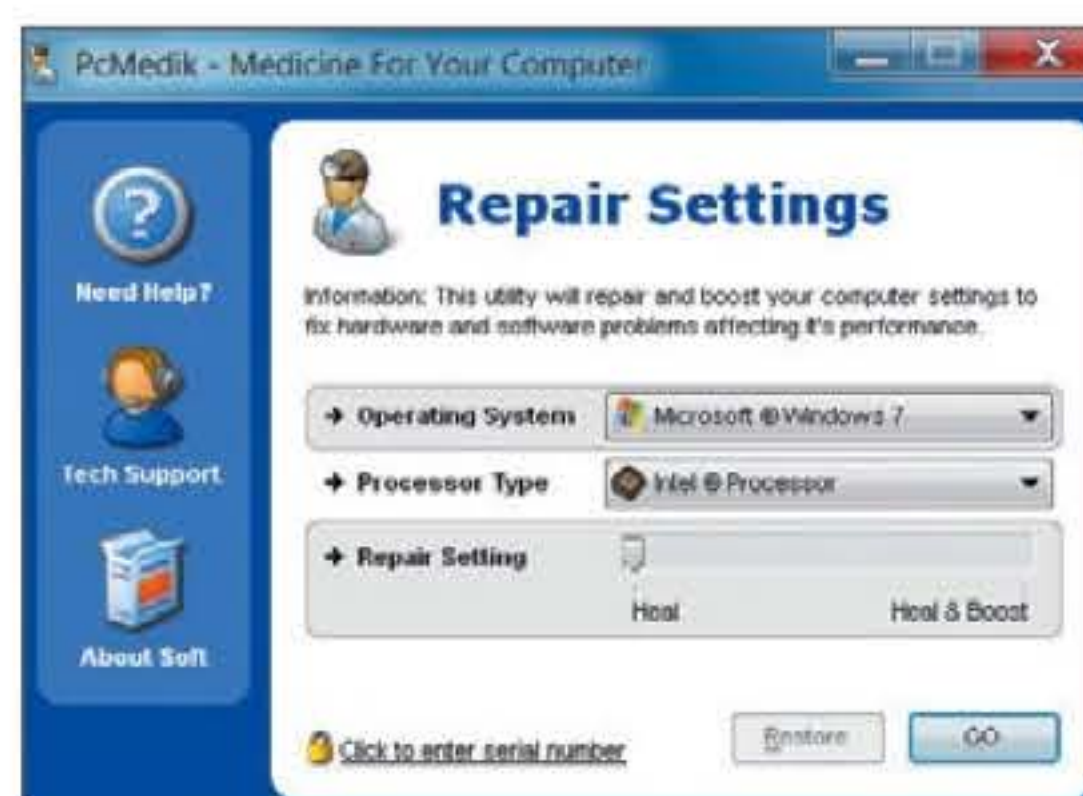 PcMedik - Medicine For Your Computer
Need Help?
Tech Support
About Soft
Repair Settings
Information: This utility will repair and boost your computer settings to
fix hardware and software problems affecting it's performance.
Operating System
Microsoft ® Windows 7
Processor Type
Intel ® Processor
Repair Setting
Heal
Heal & Boost
Click to enter serial number
Restore
GO